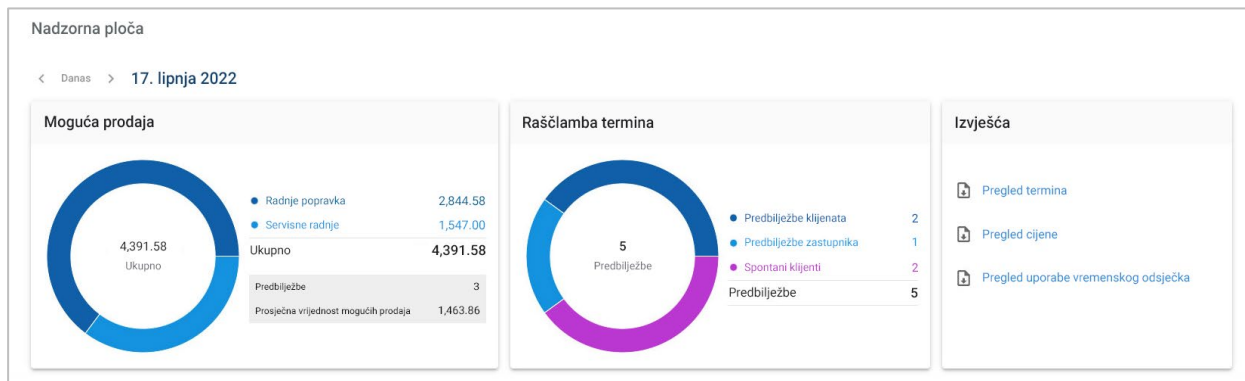 Nadzorna ploča
Danas
17. lipnja 2022
Moguća prodaja
4,391.58
Ukupno
Radnje popravka 2,844.58
Servisne radnje 1,547.00
Ukupno 4,391.58
Predbilježbe 3
Prosječna vrijednost mogućih prodaja 1,463.86
Raščlamba termina
5
Predbilježbe
Predbilježbe klijenata 2
Predbilježbe zastupnika 1
Spontani klijenti 2
Predbilježbe 5
Izvješća
Pregled termina
Pregled cijene
Pregled uporabe vremenskog odsječka